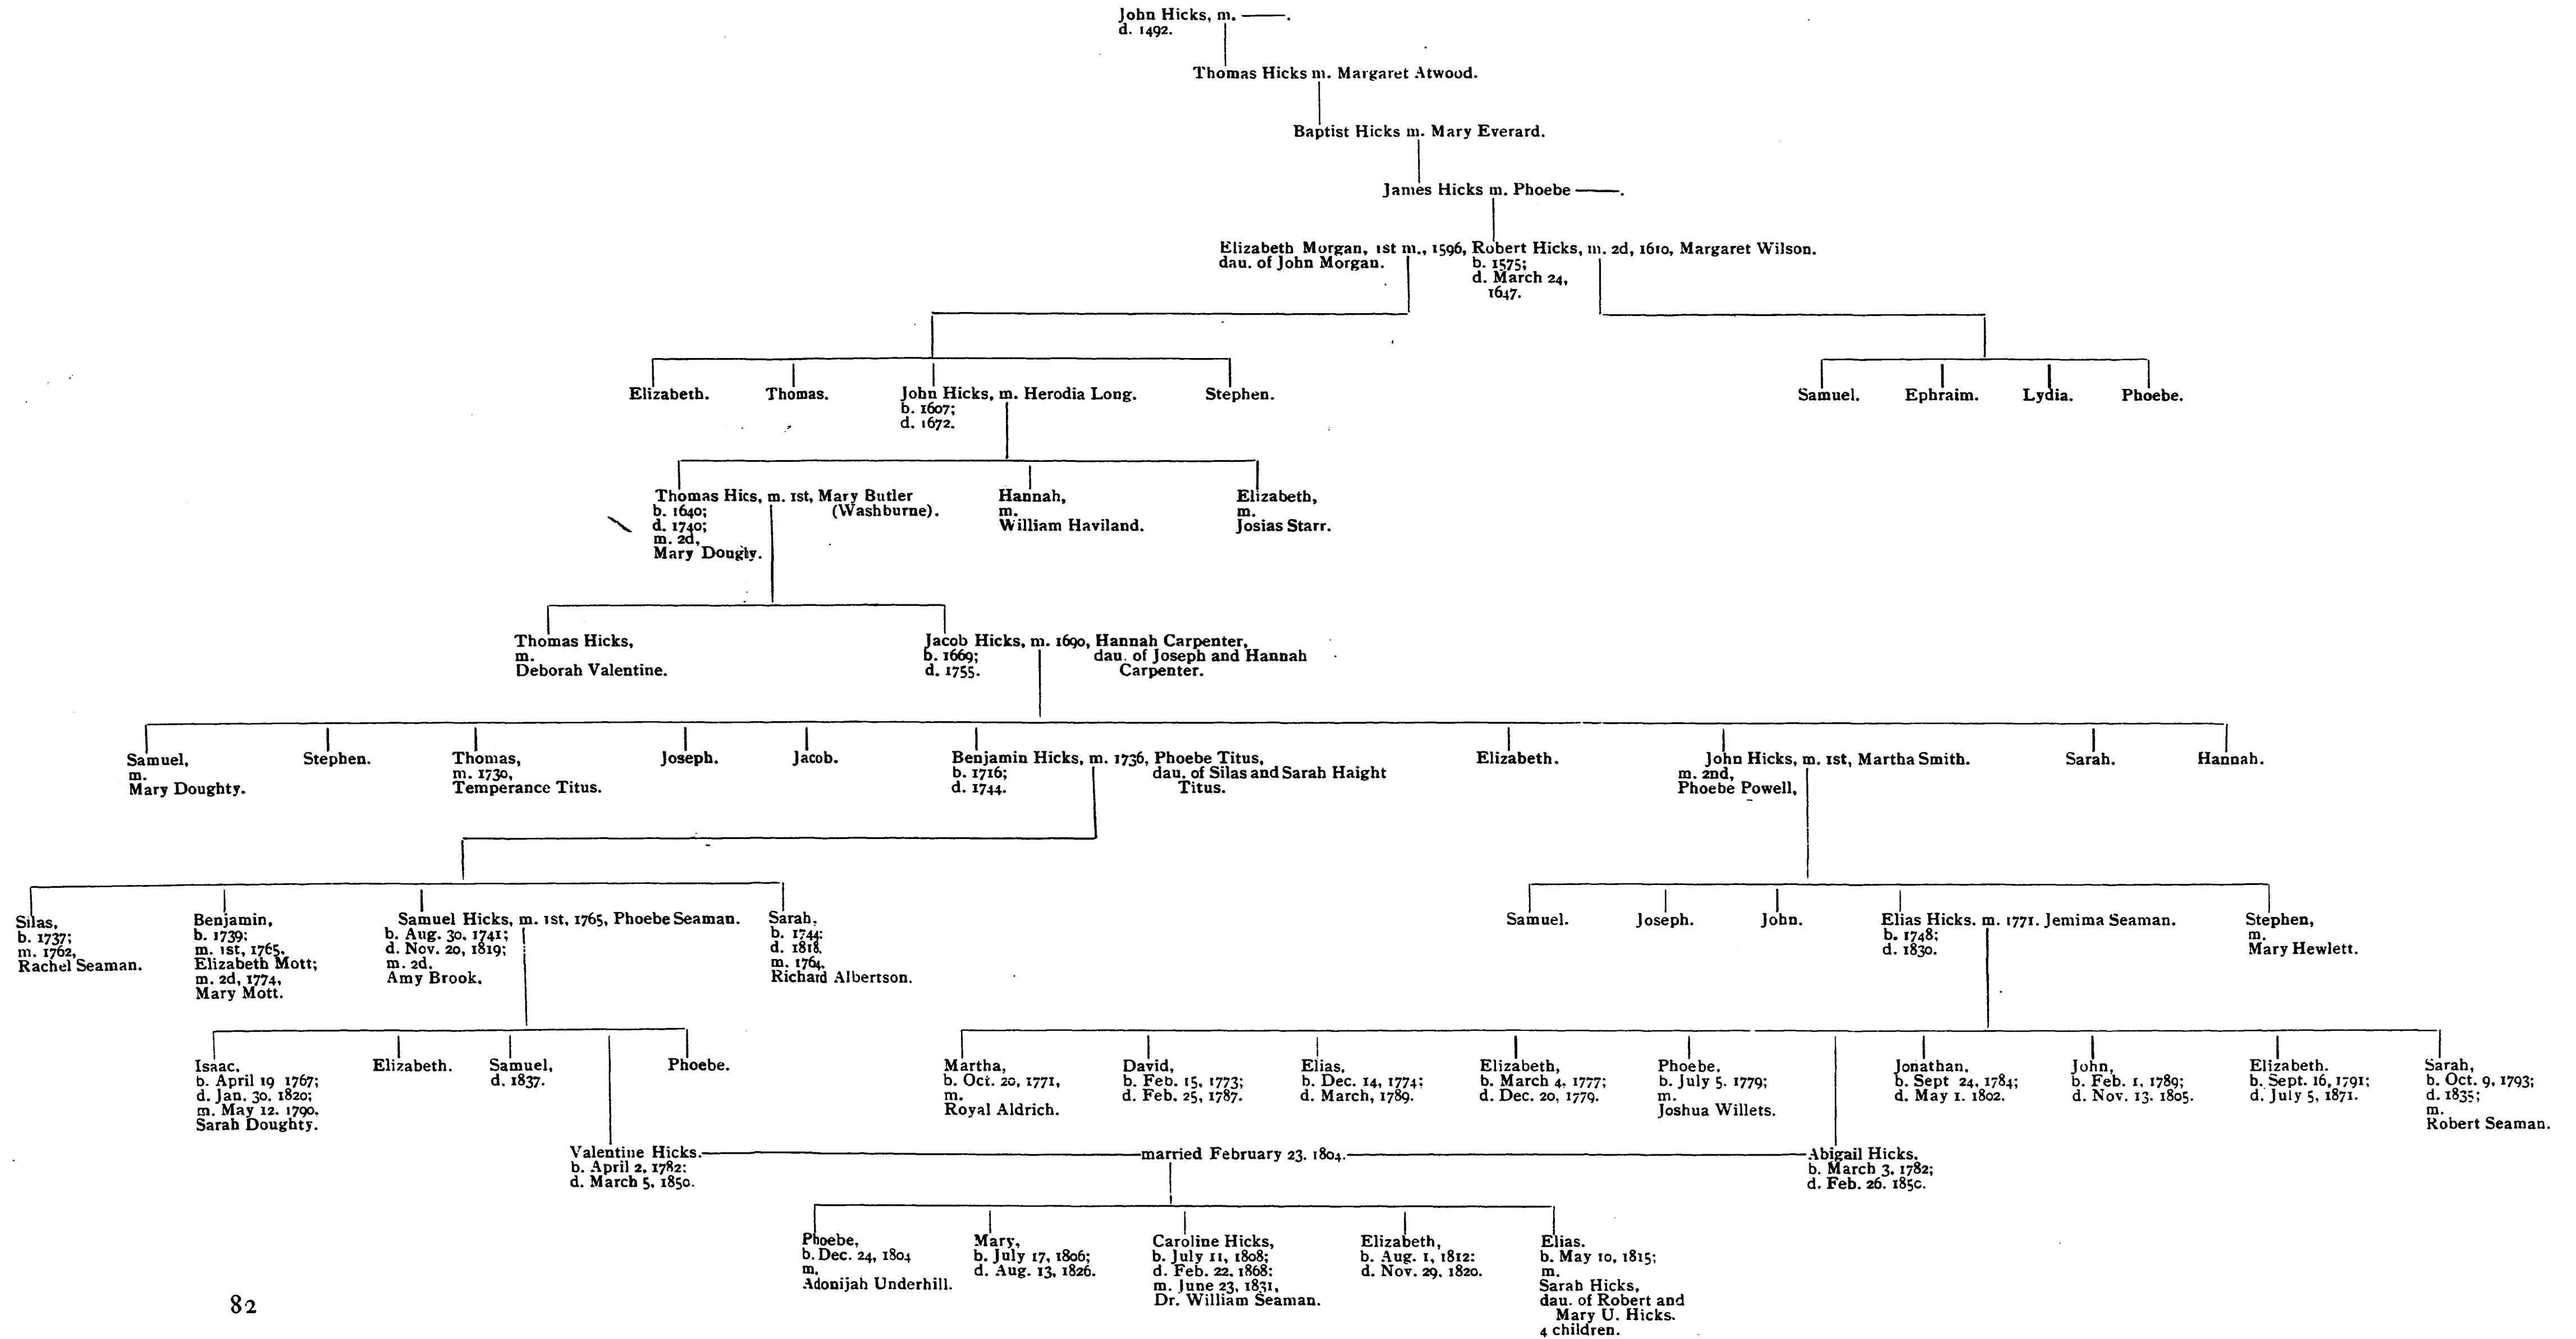 John Hicks, m. ——.
d. 1492.
Thomas Hicks m. Margaret Atwood.
Baptist Hicks m. Mary Everard.
James Hicks m. Phoebe ——.
Elizabeth Morgan, 1st m., 1596, Robert Hicks, m. 2d, 1610, Margaret Wilson.
dau. of John Morgan.
b. 1575;
d. March 24,
1647.
Elizabeth.
Thomas.
John Hicks, m. Herodia Long.
b. 1607;
d. 1672.
Stephen.
Samuel.
Ephraim.
Lydia.
Phoebe.
Thomas Hics, m. 1st, Mary Butler
b. 1640; (Washburne).
d. 1740;
m. 2d,
Mary Dougty.
Hannah,
m.
William Haviland.
Elizabeth,
m.
Josias Starr.
Thomas Hicks,
m.
Deborah Valentine.
Jacob Hicks, m. 1690, Hannah Carpenter,
b. 1669; dau. of Joseph and Hannah
d. 1755. Carpenter.
Samuel,
m.
Mary Doughty.
Stephen.
Thomas,
m. 1730,
Temperance Titus.
Joseph.
Jacob.
Benjamin Hicks, m. 1736, Phoebe Titus,
b. 1716; dau. of Silas and Sarah Haight
d. 1744. Titus.
Elizabeth.
John Hicks, m. 1st, Martha Smith.
m. 2nd,
Phoebe Powell,
Sarah.
Hannah.
Silas,
b. 1737;
m. 1762,
Rachel Seaman.
Benjamin,
b. 1739;
m. 1st, 1765,
Elizabeth Mott;
m. 2d, 1774,
Mary Mott.
Samuel Hicks, m. 1st, 1765, Phoebe Seaman.
b. Aug. 30, 1741;
d. Nov. 20, 1819;
m. 2d.
Amy Brook,
Sarah,
b. 1744;
d. 1818,
m. 1764,
Richard Albertson.
Samuel.
Joseph.
John.
Elias Hicks. m. 1771. Jemima Seaman.
b. 1748;
d. 1830.
Stephen,
m.
Mary Hewlett.
Isaac,
b. April 19 1767;
d. Jan. 30, 1820;
m. May 12. 1790.
Sarah Doughty.
Elizabeth.
Samuel,
d. 1837.
Phoebe.
Martha,
b. Oct. 20, 1771,
m.
Royal Aldrich.
David,
b. Feb. 15, 1773;
d. Feb. 25, 1787.
Elias,
b. Dec. 14, 1774;
d. March, 1789.
Elizabeth,
b. March 4, 1777;
d. Dec. 20, 1779.
Phoebe,
b. July 5. 1779;
m.
Joshua Willets.
Jonathan,
b. Sept 24, 1784;
d. May 1. 1802.
John,
b. Feb. 1, 1789;
d. Nov. 13. 1805.
Elizabeth.
b. Sept. 16, 1791;
d. July 5, 1871.
Sarah,
b. Oct. 9, 1793;
d. 1835;
m.
Robert Seaman.
Valentine Hicks.——married February 23. 1804.——Abigail Hicks.
b. April 2, 1782;
d. March 5, 1850.
b. March 3, 1782;
d. Feb. 26. 1850.
Phoebe,
b. Dec. 24, 1804
m.
Adonijah Underhill.
Mary,
b. July 17, 1806;
d. Aug. 13, 1826.
Caroline Hicks,
b. July 11, 1808;
d. Feb. 22, 1868;
m. June 23, 1831,
Dr. William Seaman.
Elizabeth,
b. Aug. 1, 1812:
d. Nov. 29, 1820.
Elias.
b. May 10, 1815;
m.
Sarah Hicks,
dau. of Robert and
Mary U. Hicks.
4 children.
82